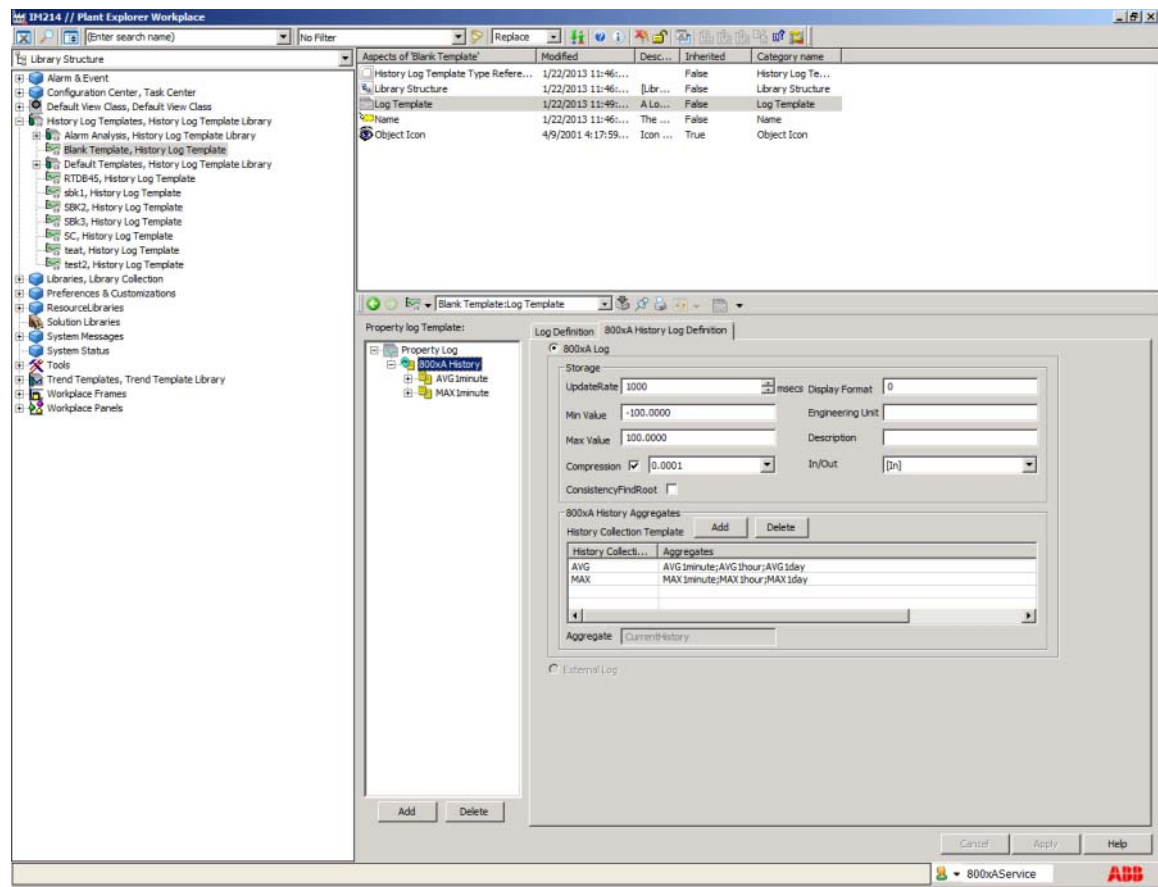 IM214 // Plant Explorer Workplace
(Enter search name) No Filter Replace
Library Structure
Alarm & Event
Configuration Center, Task Center
Default View Class, Default View Class
History Log Templates, History Log Template Library
Alarm Analysis, History Log Template Library
Blank Template, History Log Template
Default Templates, History Log Template Library
RTDB45, History Log Template
sbk1, History Log Template
SBK2, History Log Template
SBk3, History Log Template
SC, History Log Template
teat, History Log Template
test2, History Log Template
Libraries, Library Collection
Preferences & Customizations
ResourceLibraries
Solution Libraries
System Messages
System Status
Tools
Trend Templates, Trend Template Library
Workplace Frames
Workplace Panels
Aspects of 'Blank Template' Modified Desc... Inherited Category name
History Log Template Type Refere... 1/22/2013 11:46:... False History Log Te...
Library Structure 1/22/2013 11:46:... [Libr... False Library Structure
Log Template 1/22/2013 11:49:... A Lo... False Log Template
Name 1/22/2013 11:46:... The ... False Name
Object Icon 4/9/2001 4:17:59... Icon ... True Object Icon
Blank Template:Log Template
Property log Template:
Property Log
800xA History
AVG1minute
MAX1minute
Add Delete
Log Definition 800xA History Log Definition
800xA Log
Storage
UpdateRate 1000 msecs Display Format 0
Min Value -100.0000 Engineering Unit
Max Value 100.0000 Description
Compression 0.0001 In/Out [In]
ConsistencyFindRoot
800xA History Aggregates
History Collection Template Add Delete
History Collecti... Aggregates
AVG AVG1minute;AVG1hour;AVG1day
MAX MAX1minute;MAX1hour;MAX1day
Aggregate CurrentHistory
External Log
Cancel Apply Help
800xAService ABB